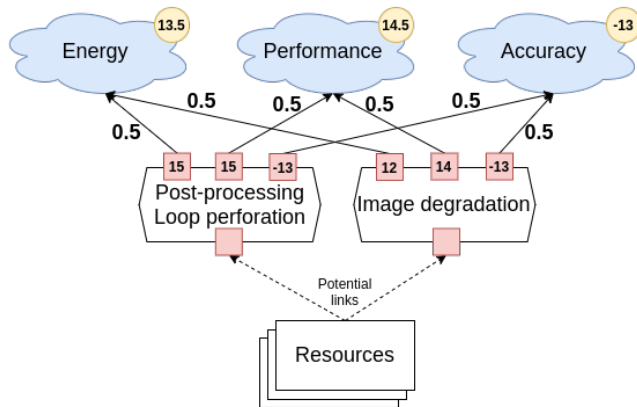 13.5
14.5
-13
Energy
Performance
Accuracy
0.5
0.5
0.5
0.5
0.5
0.5
15
15
-13
12
14
-13
Post-processing
Loop perforation
Image degradation
Potential
links
Resources